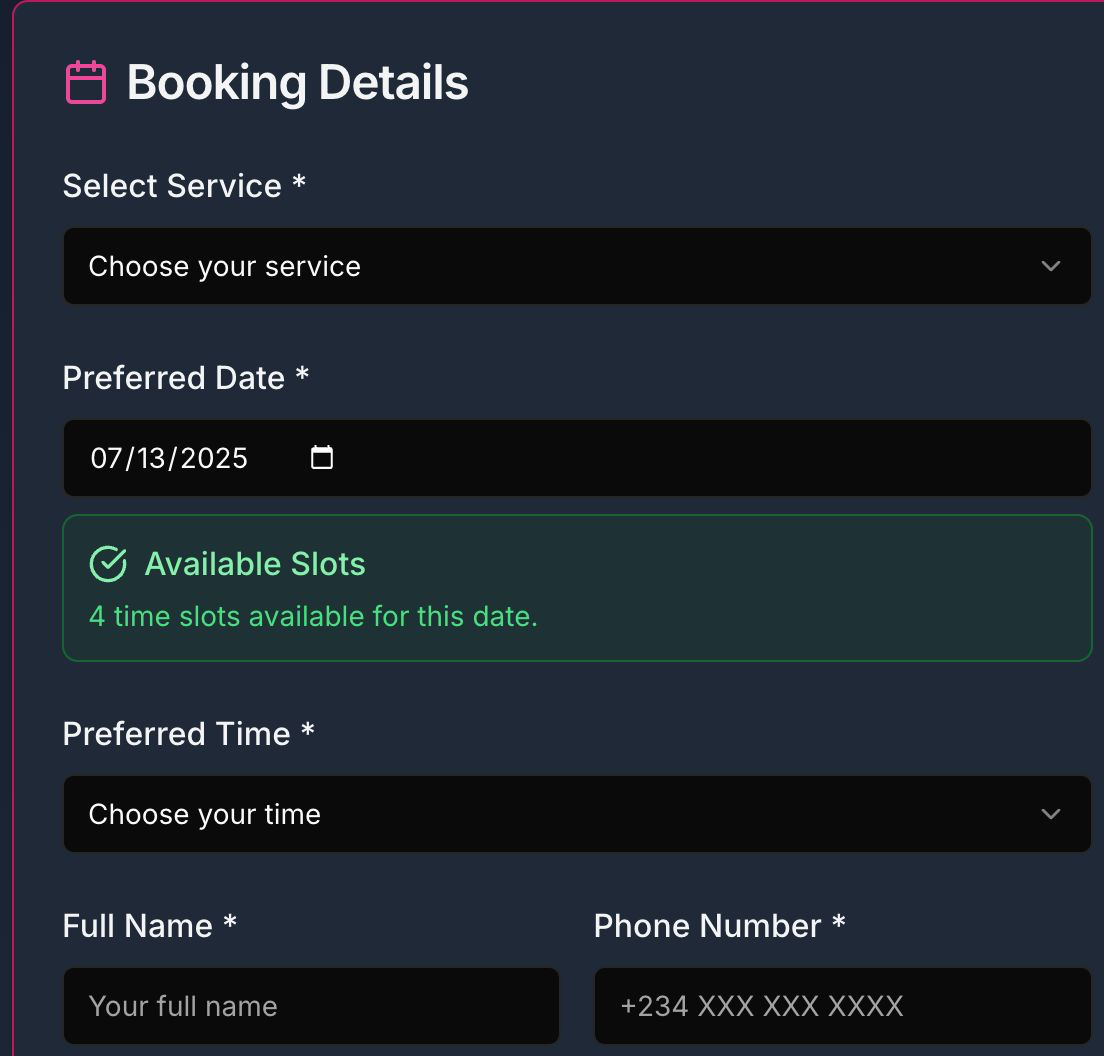 Booking Details
Select Service *
Choose your service
Preferred Date *
07/13/2025
Available Slots
4 time slots available for this date.
Preferred Time *
Choose your time
Full Name *
Phone Number *
Your full name
+234 XXX XXX XXXX